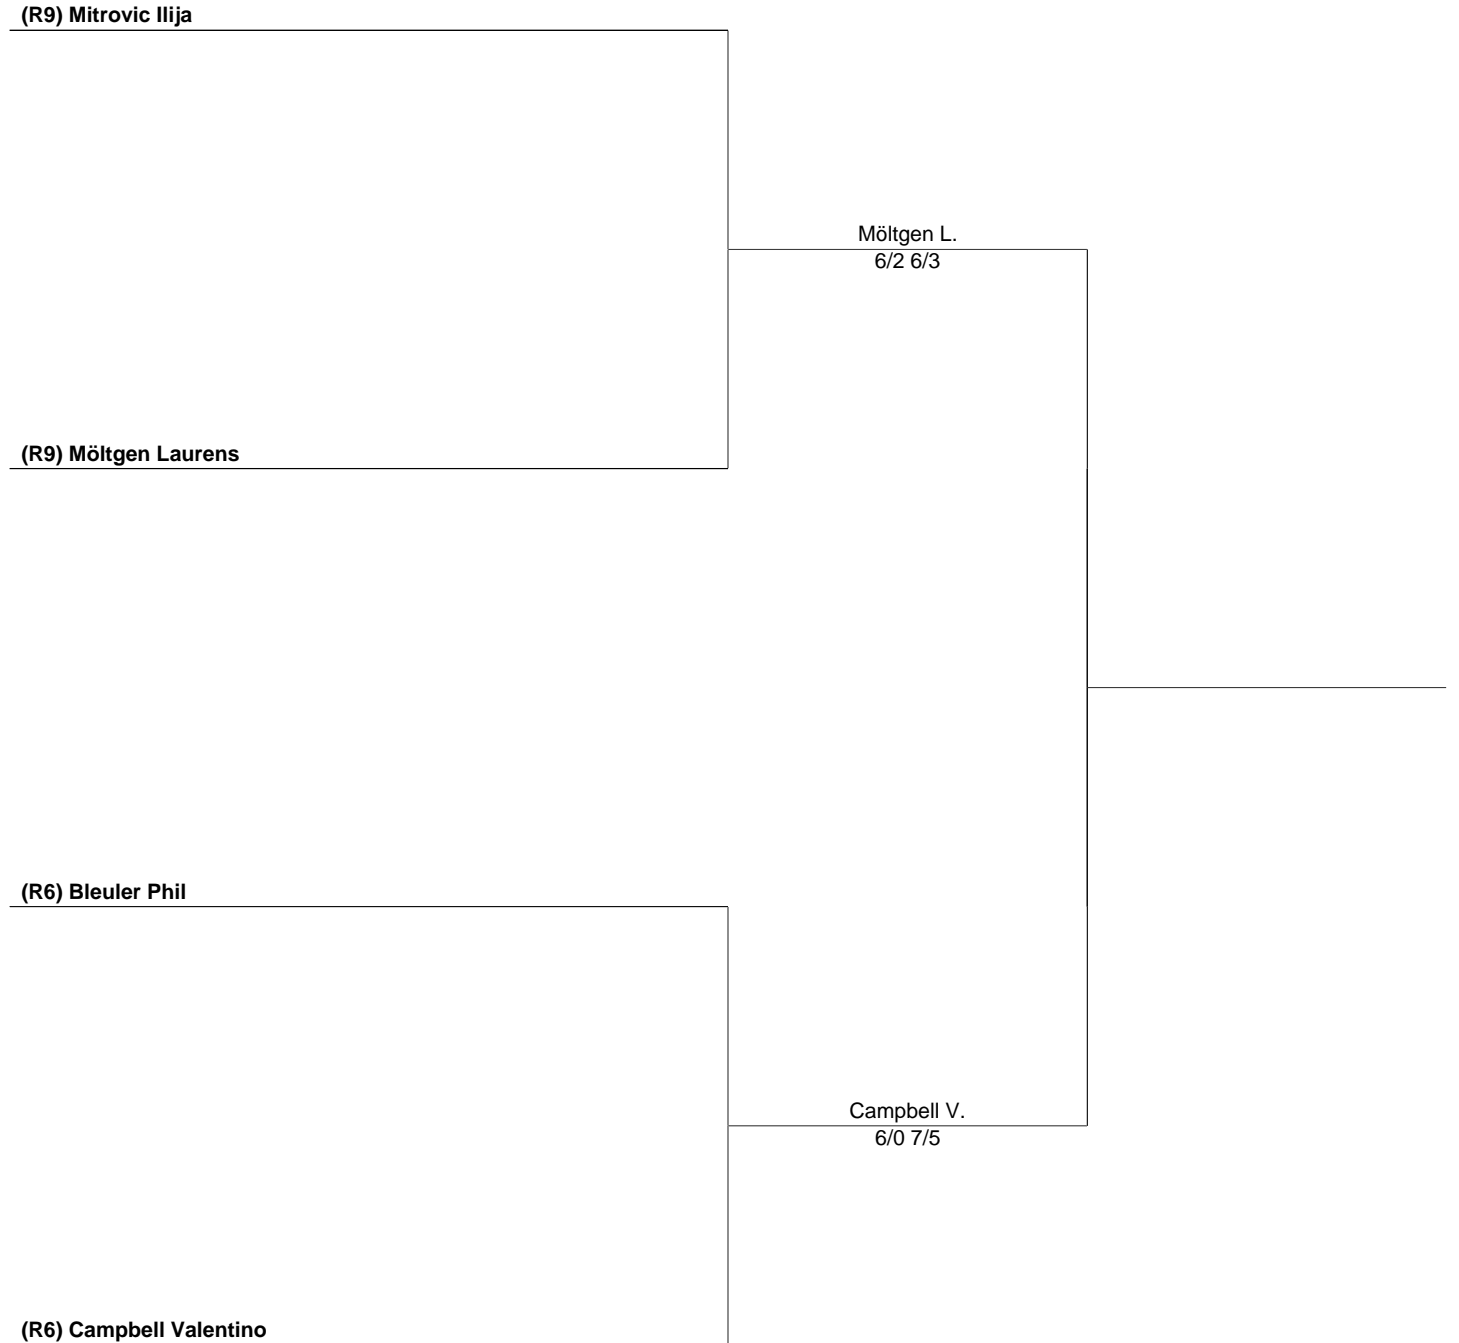 (R9) Mitrovic Ilija
Möltgen L.
6/2 6/3
(R9) Möltgen Laurens
(R6) Bleuler Phil
Campbell V.
6/0 7/5
(R6) Campbell Valentino